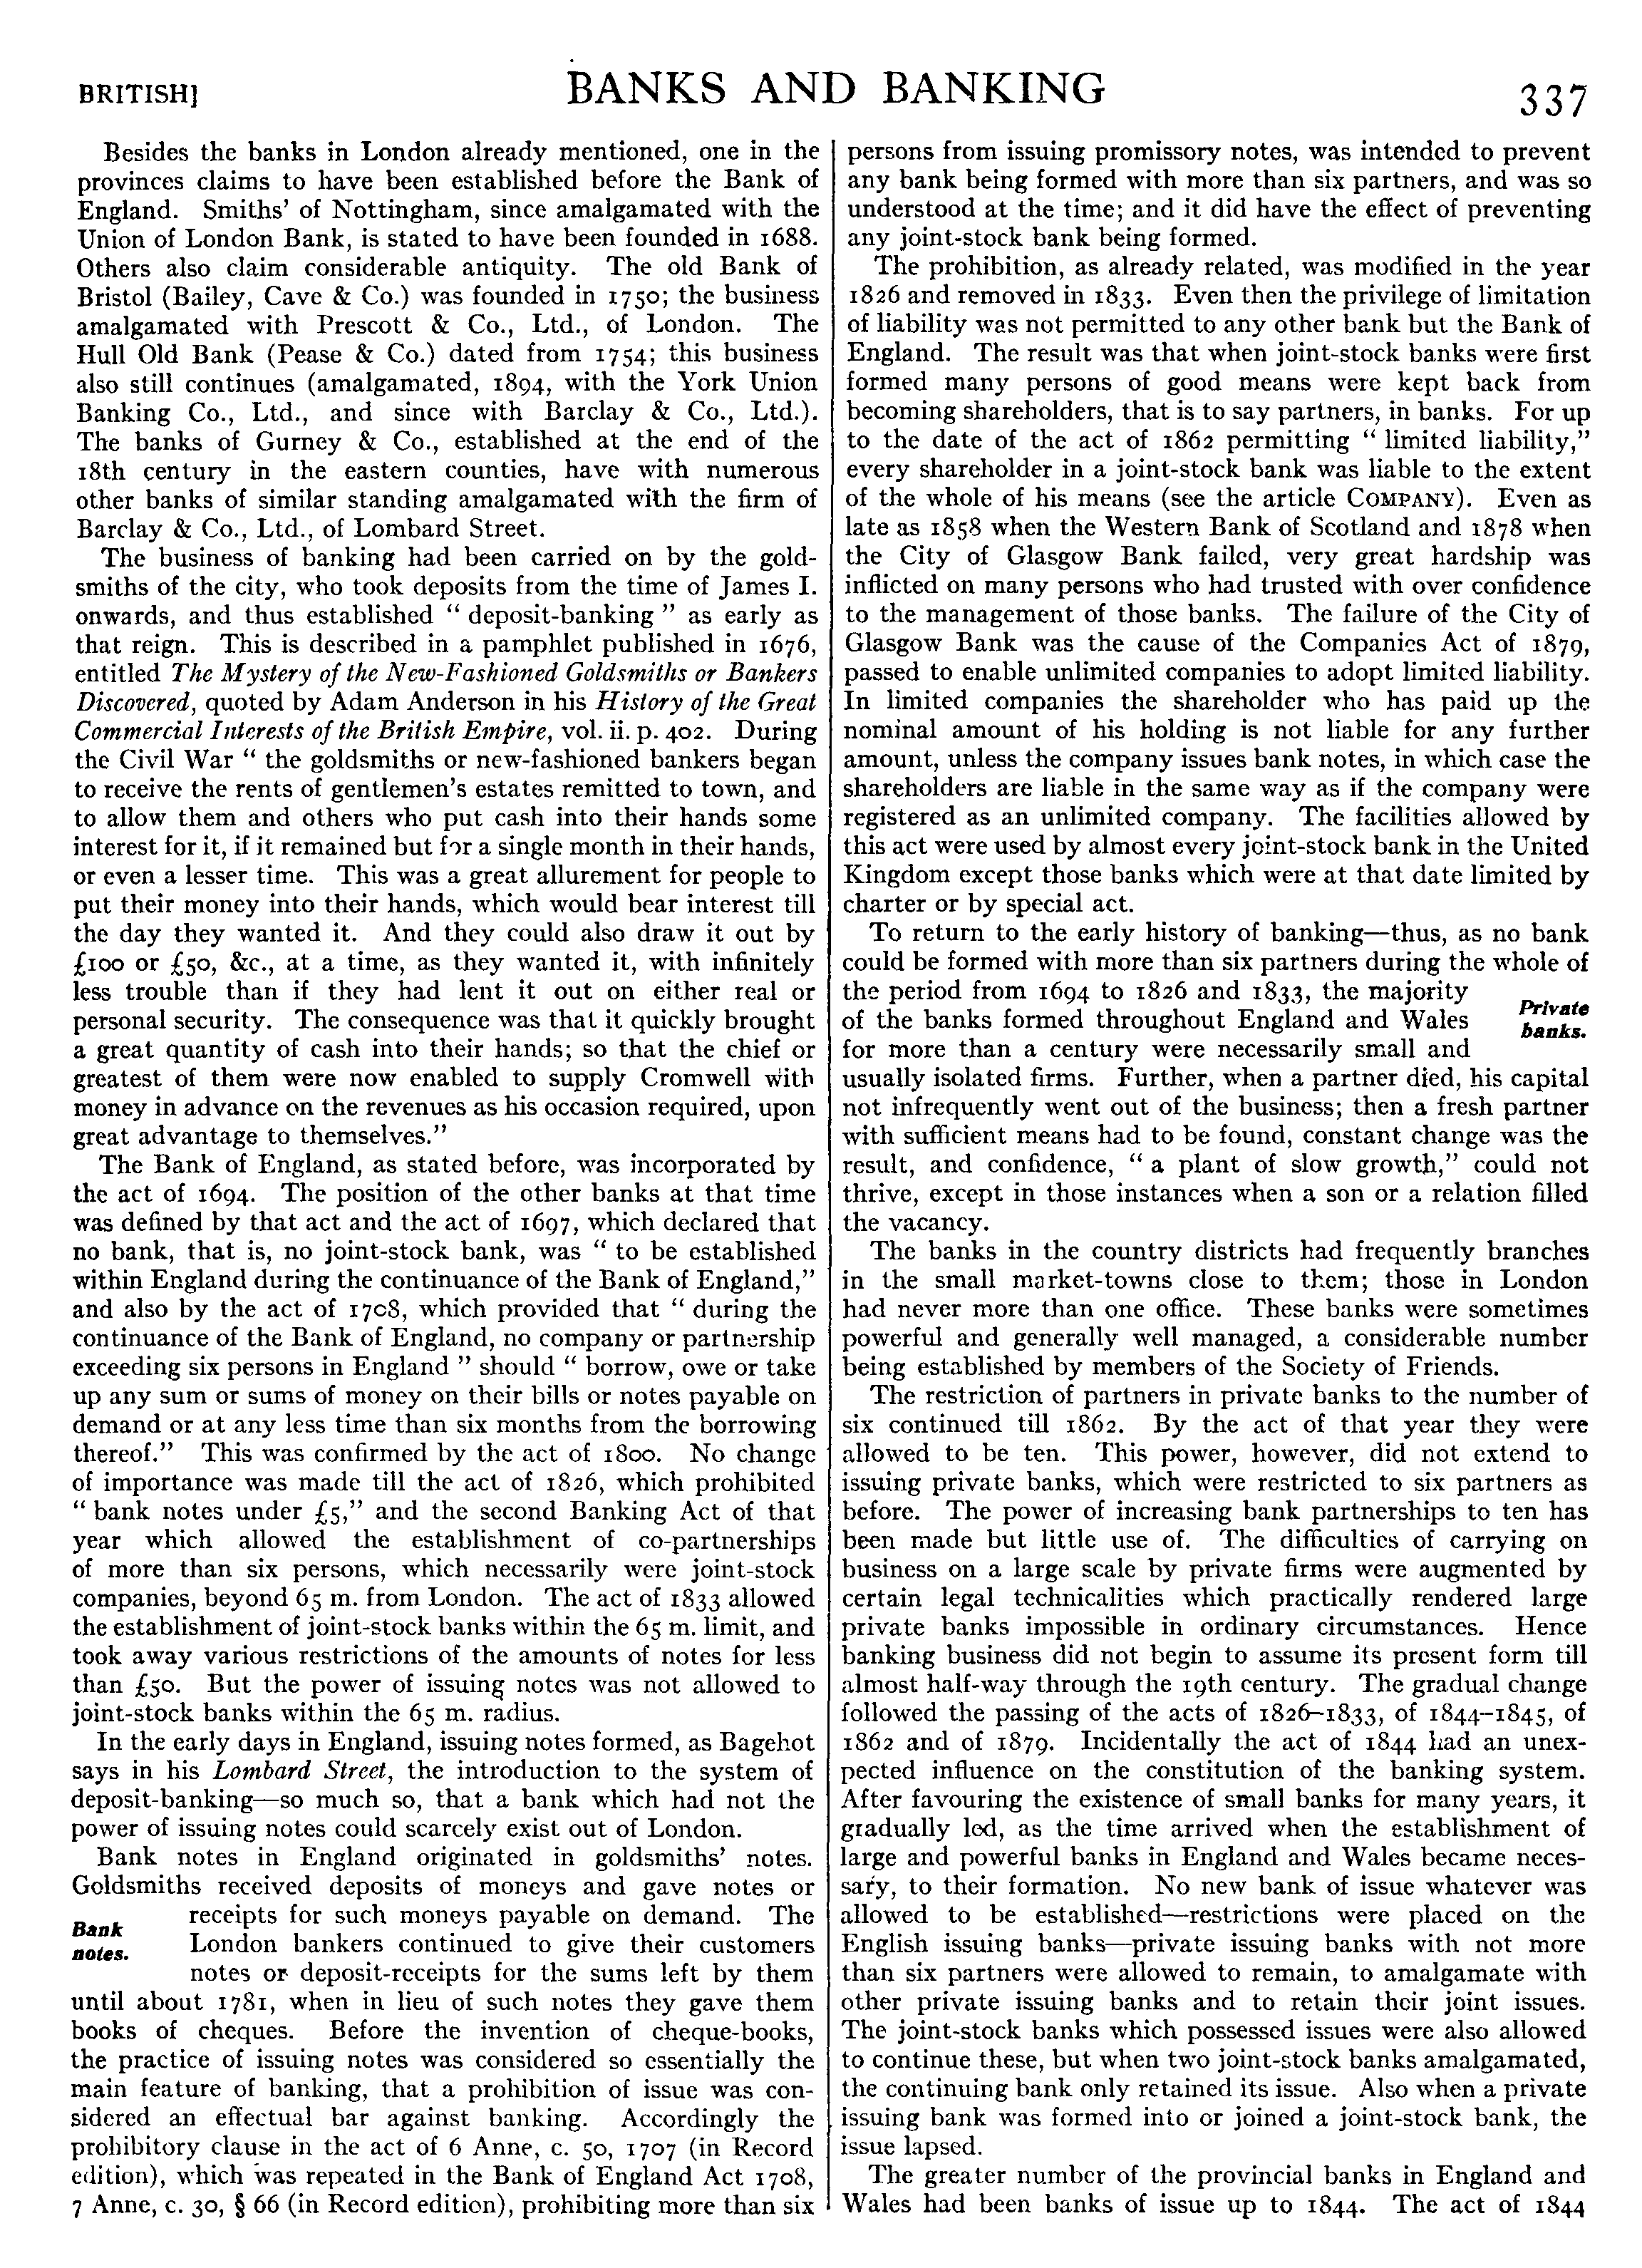 BRITISH]
BANKS AND BANKING
337
Besides the banks in London already mentioned, one in the
provinces claims to have been established before the Bank of
England. Smiths' of Nottingham, since amalgamated with the
Union of London Bank, is stated to have been founded in 1688.
Others also claim considerable antiquity. The old Bank of
Bristol (Bailey, Cave & Co.) was founded in 1750; the business
amalgamated with Prescott & Co., Ltd., of London. The
Hull Old Bank (Pease & Co.) dated from 1754; this business
also still continues (amalgamated, 1894, with the York Union
Banking Co., Ltd., and since with Barclay & Co., Ltd.).
The banks of Gurney & Co., established at the end of the
18th century in the eastern counties, have with numerous
other banks of similar standing amalgamated with the firm of
Barclay & Co., Ltd., of Lombard Street.
The business of banking had been carried on by the gold-
smiths of the city, who took deposits from the time of James I.
onwards, and thus established “ deposit-banking ” as early as
that reign. This is described in a pamphlet published in 1676,
entitled The Mystery of the New-Fashioned Goldsmiths or Bankers
Discovered, quoted by Adam Anderson in his History of the Great
Commercial Interests of the British Empire, vol. ii. p. 402. During
the Civil War “ the goldsmiths or new-fashioned bankers began
to receive the rents of gentlemen's estates remitted to town, and
to allow them and others who put cash into their hands some
interest for it, if it remained but for a single month in their hands,
or even a lesser time. This was a great allurement for people to
put their money into their hands, which would bear interest till
the day they wanted it. And they could also draw it out by
£100 or £50, &c., at a time, as they wanted it, with infinitely
less trouble than if they had lent it out on either real or
personal security. The consequence was that it quickly brought
a great quantity of cash into their hands; so that the chief or
greatest of them were now enabled to supply Cromwell with
money in advance on the revenues as his occasion required, upon
great advantage to themselves.”
The Bank of England, as stated before, was incorporated by
the act of 1694. The position of the other banks at that time
was defined by that act and the act of 1697, which declared that
no bank, that is, no joint-stock bank, was “ to be established
within England during the continuance of the Bank of England,”
and also by the act of 1708, which provided that “ during the
continuance of the Bank of England, no company or partnership
exceeding six persons in England ” should “ borrow, owe or take
up any sum or sums of money on their bills or notes payable on
demand or at any less time than six months from the borrowing
thereof.” This was confirmed by the act of 1800. No change
of importance was made till the act of 1826, which prohibited
“ bank notes under £5,” and the second Banking Act of that
year which allowed the establishment of co-partnerships
of more than six persons, which necessarily were joint-stock
companies, beyond 65 m. from London. The act of 1833 allowed
the establishment of joint-stock banks within the 65 m. limit, and
took away various restrictions of the amounts of notes for less
than £50. But the power of issuing notes was not allowed to
joint-stock banks within the 65 m. radius.
In the early days in England, issuing notes formed, as Bagehot
says in his Lombard Street, the introduction to the system of
deposit-banking—so much so, that a bank which had not the
power of issuing notes could scarcely exist out of London.
Bank notes in England originated in goldsmiths' notes.
Goldsmiths received deposits of moneys and gave notes or
receipts for such moneys payable on demand. The
Bank
notes.
London bankers continued to give their customers
notes or deposit-receipts for the sums left by them
until about 1781, when in lieu of such notes they gave them
books of cheques. Before the invention of cheque-books,
the practice of issuing notes was considered so essentially the
main feature of banking, that a prohibition of issue was con-
sidered an effectual bar against banking. Accordingly the
prohibitory clause in the act of 6 Anne, c. 50, 1707 (in Record
edition), which was repeated in the Bank of England Act 1708,
7 Anne, c. 30, § 66 (in Record edition), prohibiting more than six
persons from issuing promissory notes, was intended to prevent
any bank being formed with more than six partners, and was so
understood at the time; and it did have the effect of preventing
any joint-stock bank being formed.
The prohibition, as already related, was modified in the year
1826 and removed in 1833. Even then the privilege of limitation
of liability was not permitted to any other bank but the Bank of
England. The result was that when joint-stock banks were first
formed many persons of good means were kept back from
becoming shareholders, that is to say partners, in banks. For up
to the date of the act of 1862 permitting “ limited liability,”
every shareholder in a joint-stock bank was liable to the extent
of the whole of his means (see the article COMPANY). Even as
late as 1858 when the Western Bank of Scotland and 1878 when
the City of Glasgow Bank failed, very great hardship was
inflicted on many persons who had trusted with over confidence
to the management of those banks. The failure of the City of
Glasgow Bank was the cause of the Companies Act of 1879,
passed to enable unlimited companies to adopt limited liability.
In limited companies the shareholder who has paid up the
nominal amount of his holding is not liable for any further
amount, unless the company issues bank notes, in which case the
shareholders are liable in the same way as if the company were
registered as an unlimited company. The facilities allowed by
this act were used by almost every joint-stock bank in the United
Kingdom except those banks which were at that date limited by
charter or by special act.
To return to the early history of banking—thus, as no bank
could be formed with more than six partners during the whole of
the period from 1694 to 1826 and 1833, the majority
Private
banks.
of the banks formed throughout England and Wales
for more than a century were necessarily small and
usually isolated firms. Further, when a partner died, his capital
not infrequently went out of the business; then a fresh partner
with sufficient means had to be found, constant change was the
result, and confidence, “ a plant of slow growth,” could not
thrive, except in those instances when a son or a relation filled
the vacancy.
The banks in the country districts had frequently branches
in the small market-towns close to them; those in London
had never more than one office. These banks were sometimes
powerful and generally well managed, a considerable number
being established by members of the Society of Friends.
The restriction of partners in private banks to the number of
six continued till 1862. By the act of that year they were
allowed to be ten. This power, however, did not extend to
issuing private banks, which were restricted to six partners as
before. The power of increasing bank partnerships to ten has
been made but little use of. The difficulties of carrying on
business on a large scale by private firms were augmented by
certain legal technicalities which practically rendered large
private banks impossible in ordinary circumstances. Hence
banking business did not begin to assume its present form till
almost half-way through the 19th century. The gradual change
followed the passing of the acts of 1826–1833, of 1844–1845, of
1862 and of 1879. Incidentally the act of 1844 had an unex-
pected influence on the constitution of the banking system.
After favouring the existence of small banks for many years, it
gradually led, as the time arrived when the establishment of
large and powerful banks in England and Wales became neces-
sary, to their formation. No new bank of issue whatever was
allowed to be established—restrictions were placed on the
English issuing banks—private issuing banks with not more
than six partners were allowed to remain, to amalgamate with
other private issuing banks and to retain their joint issues.
The joint-stock banks which possessed issues were also allowed
to continue these, but when two joint-stock banks amalgamated,
the continuing bank only retained its issue. Also when a private
issuing bank was formed into or joined a joint-stock bank, the
issue lapsed.
The greater number of the provincial banks in England and
Wales had been banks of issue up to 1844. The act of 1844